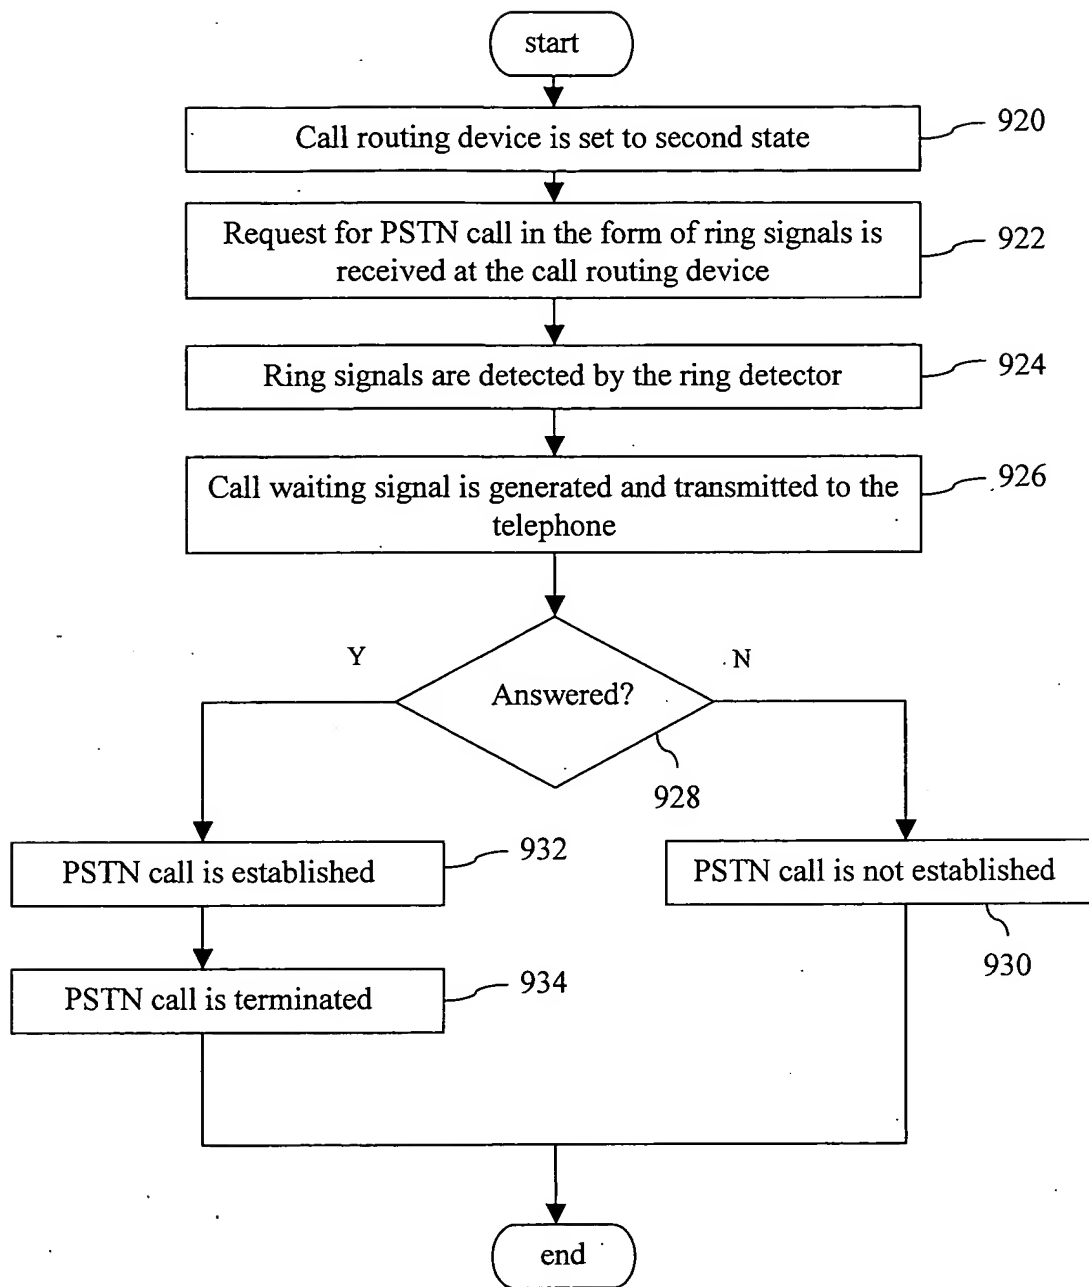 start
Call routing device is set to second state
920
Request for PSTN call in the form of ring signals is
received at the call routing device
922
Ring signals are detected by the ring detector
924
Call waiting signal is generated and transmitted to the
telephone
926
Y
N
Answered?
928
PSTN call is established
932
PSTN call is not established
930
PSTN call is terminated
934
end